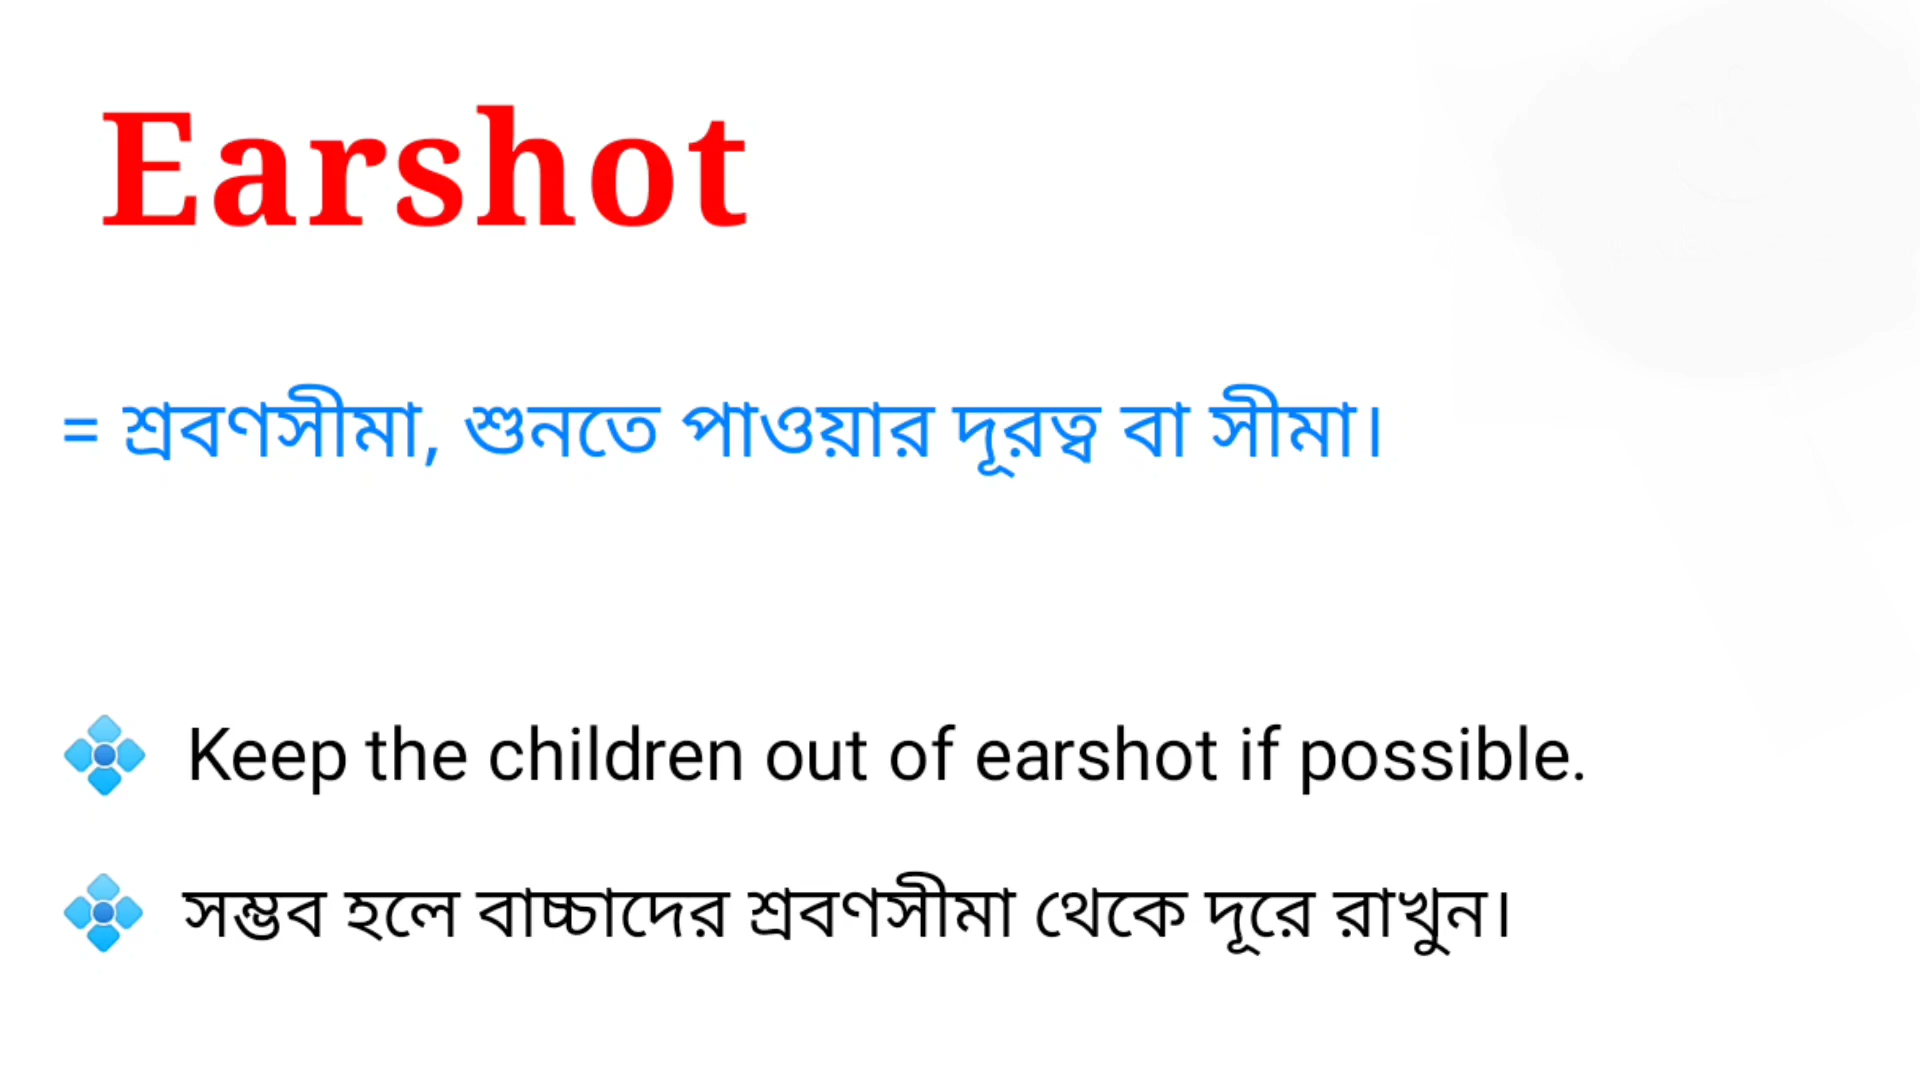 Earshot
= শ্রবণসীমা, শুনতে পাওয়ার দূরত্ব বা সীমা।
Keep the children out of earshot if possible.
সম্ভব হলে বাচ্চাদের শ্রবণসীমা থেকে দূরে রাখুন।